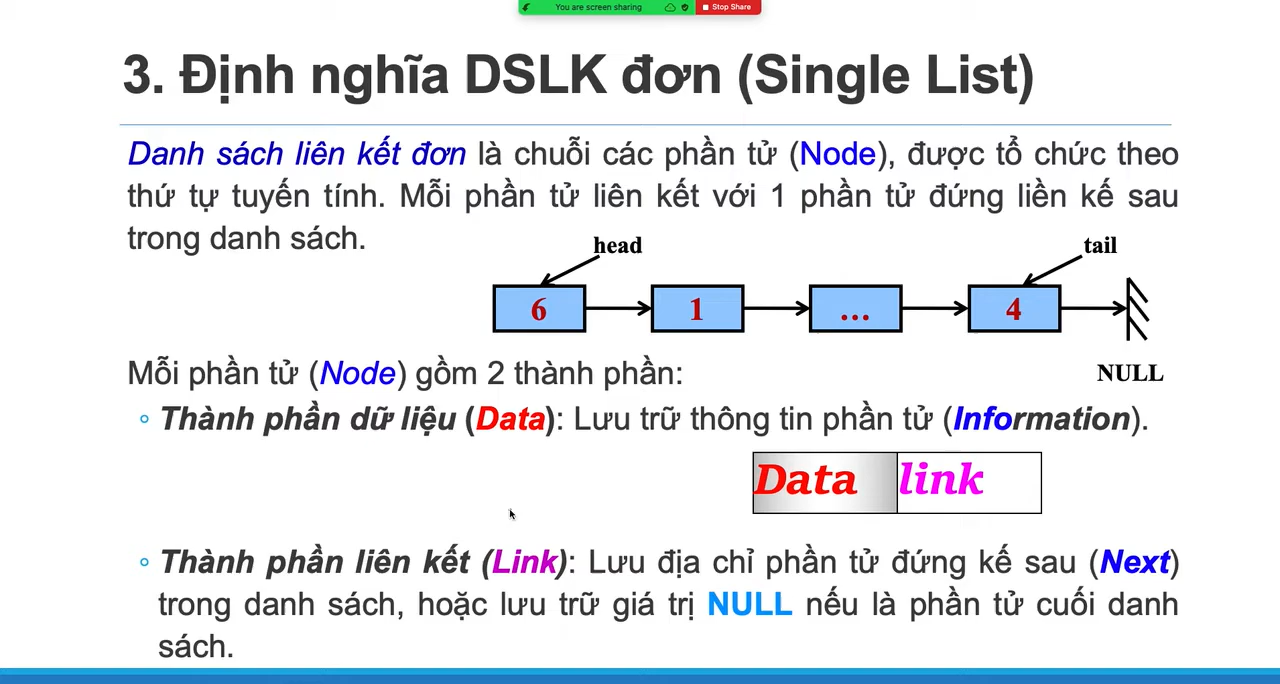 You are screen sharing
Stop Share
3. Định nghĩa DSLK đơn (Single List)
Danh sách liên kết đơn là chuỗi các phần tử (Node), được tổ chức theo
thứ tự tuyến tính. Mỗi phần tử liên kết với 1 phần tử đứng liền kế sau
trong danh sách.
head
tail
6
1
...
4
NULL
Mỗi phần tử (Node) gồm 2 thành phần:
Thành phần dữ liệu (Data): Lưu trữ thông tin phần tử (Information).
Data
link
Thành phần liên kết (Link): Lưu địa chỉ phần tử đứng kế sau (Next)
trong danh sách, hoặc lưu trữ giá trị NULL nếu là phần tử cuối danh
sách.